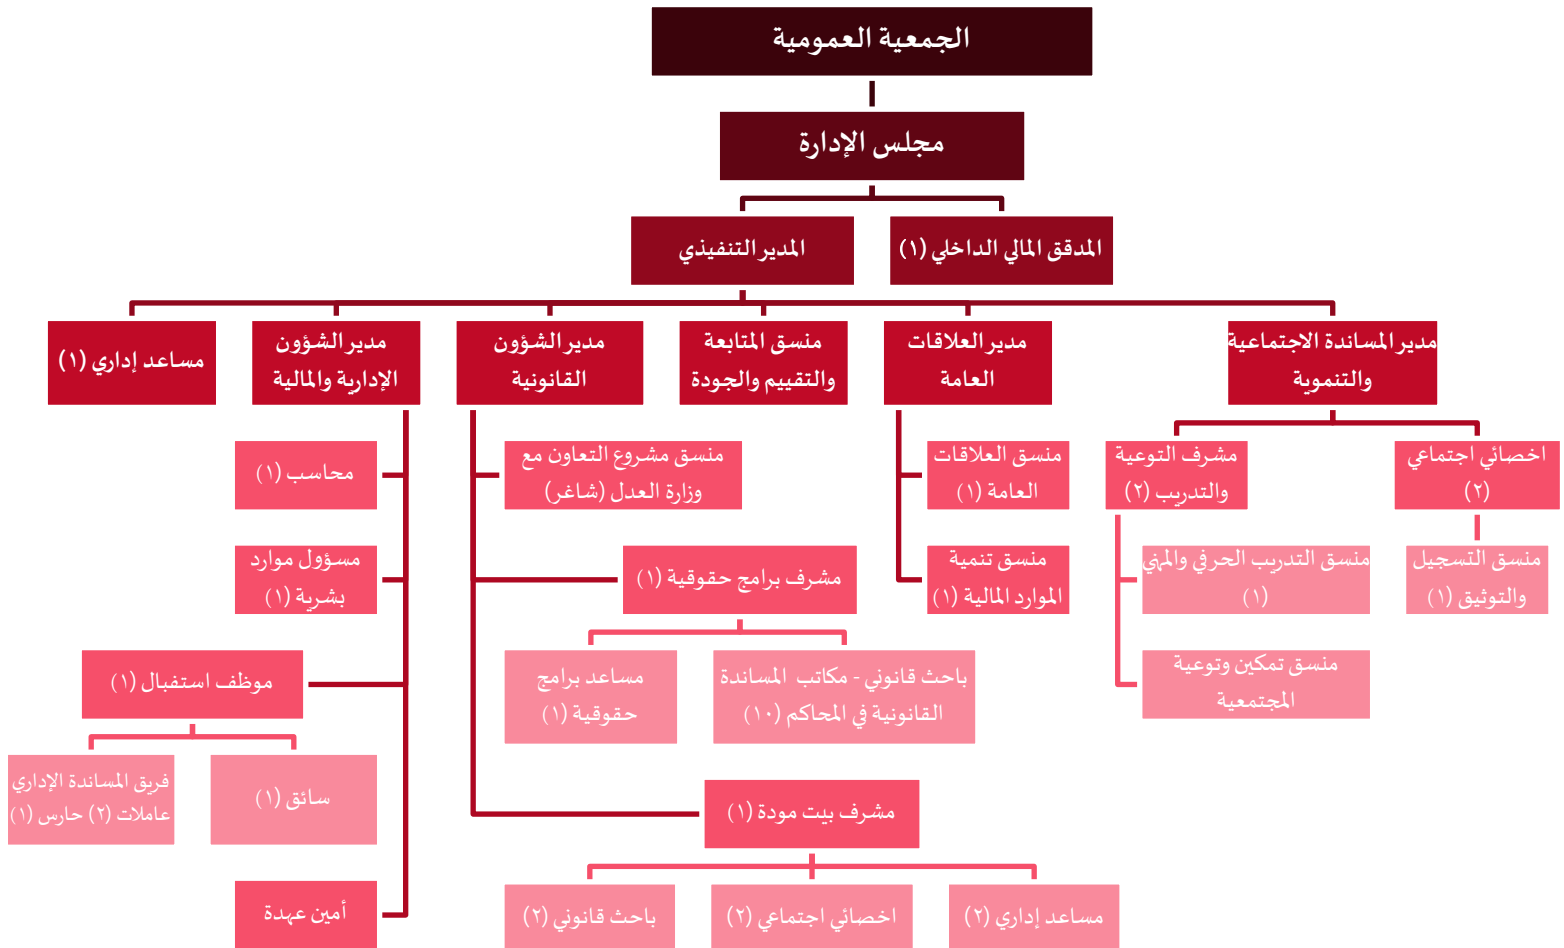 الجمعية العمومية
مجلس الإدارة
المدقق المالي الداخلي (١)
المدير التنفيذي
مدير المساندة الاجتماعية
والتنموية
مدير العلاقات
العامة
منسق المتابعة
والتقييم والجودة
مدير الشؤون
القانونية
مدير الشؤون
الإدارية والمالية
مساعد إداري (١)
اخصائي اجتماعي
(٢)
مشرف التوعية
والتدريب (٢)
منسق العلاقات
العامة (١)
منسق مشروع التعاون مع
وزارة العدل (شاغر)
محاسب (١)
منسق التسجيل
والتوثيق (١)
منسق التدريب الحرفي والمهني
(١)
منسق تنمية
الموارد المالية (١)
مشرف برامج حقوقية (١)
مسؤول موارد
بشرية (١)
منسق تمكين وتوعية
المجتمعية
باحث قانوني - مكاتب المساندة
القانونية في المحاكم (١٠)
مساعد برامج
حقوقية (١)
موظف استفبال (١)
سائق (١)
فريق المساندة الإداري
عاملات (٢) حارس (١)
مشرف بيت مودة (١)
مساعد إداري (٢)
اخصائي اجتماعي (٢)
باحث قانوني (٢)
أمين عهدة